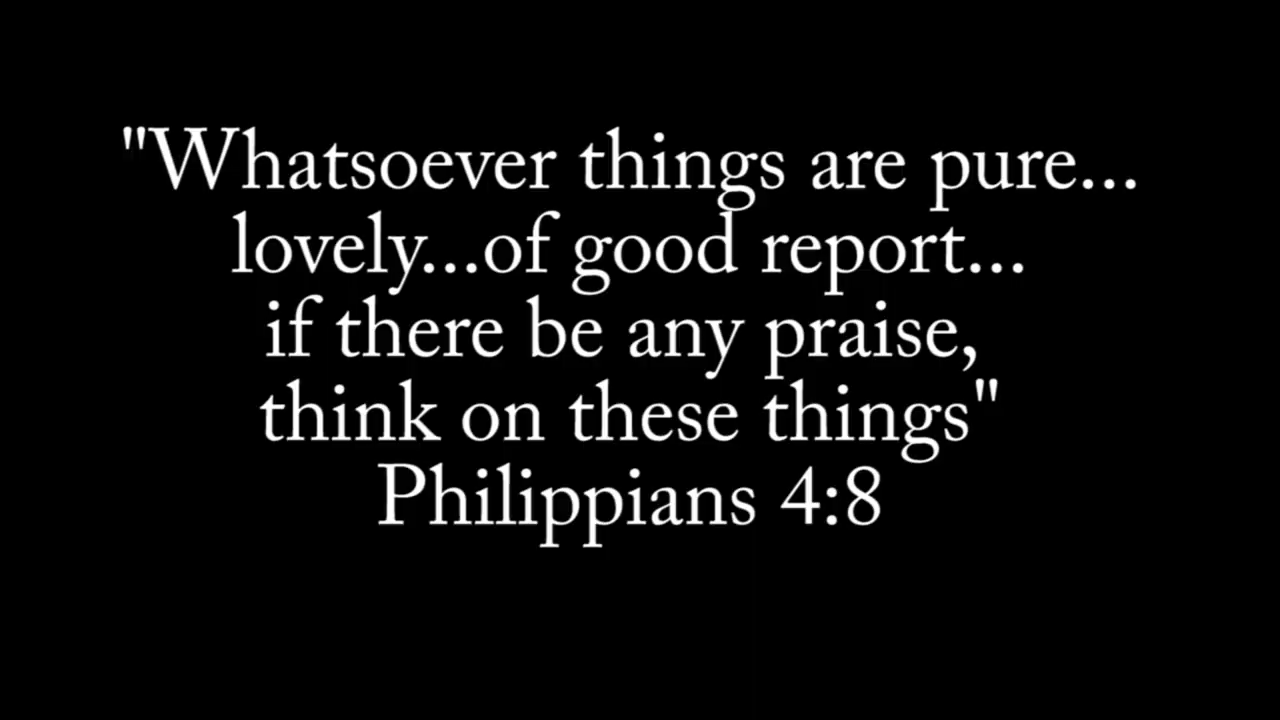 "Whatsoever things are pure...
lovely...of good report...
if there be any praise,
think on these things"
Philippians 4:8